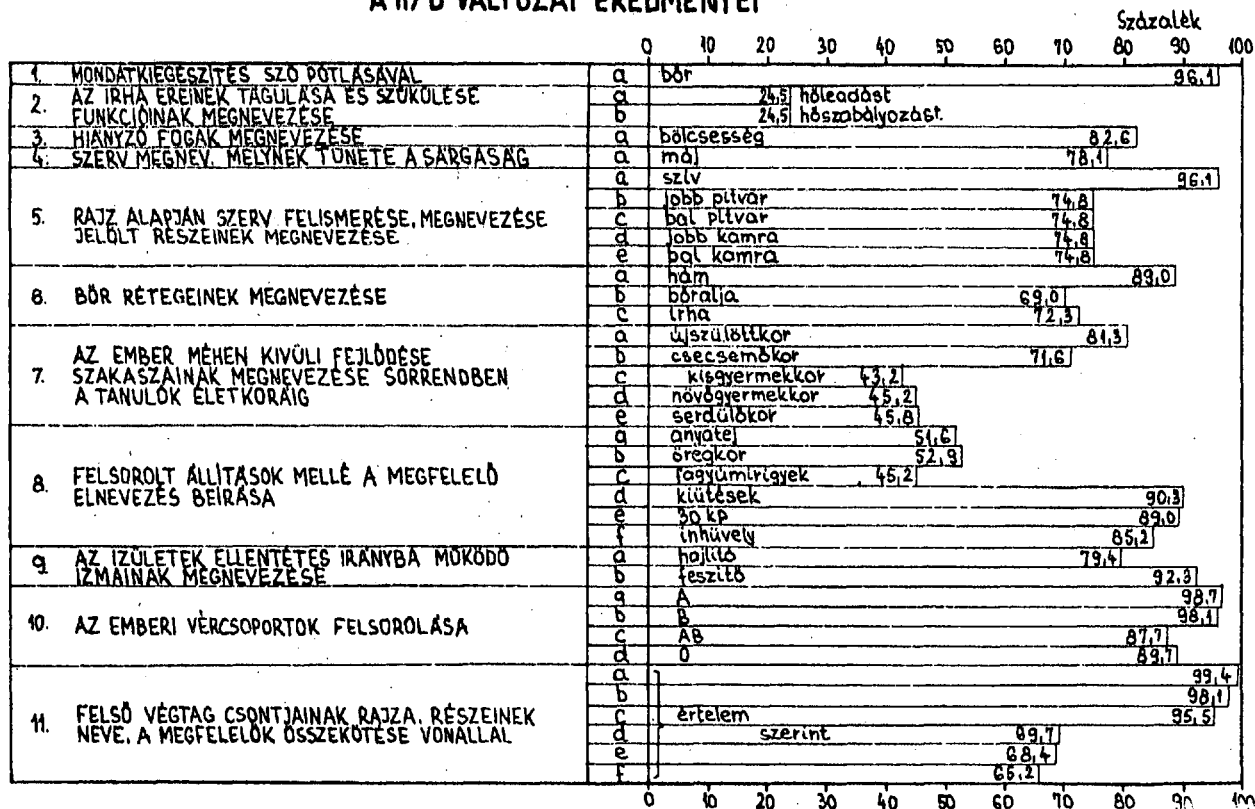 A II/B VÁLTOZAT EREDMÉNYEI
Százalék
0 10 20 30 40 50 60 70 80 90 100
1. MONDATKIEGÉSZÍTÉS SZÓ PÓTLÁSÁVAL a bőr 96,1
2. AZ IRHA EREINEK TÁGULÁSA ÉS SZŰKÜLÉSE a 24,5 hőleadást
FUNKCIÓINAK MEGNEVEZÉSE b 24,5 hőszabályozást.
3. HIÁNYZÓ FOGAK MEGNEVEZÉSE a bölcsesség 82,6
4. SZERV MEGNEV. MELYNEK TÜNETE A SÁRGASÁG a máj 78,1
a szív 96,1
b jobb pitvar 74,8
5. RAJZ ALAPJÁN SZERV FELISMERÉSE, MEGNEVEZÉSE c bal pitvar 74,8
JELÖLT RÉSZEINEK MEGNEVEZÉSE d jobb kamra 74,8
e bal kamra 74,8
a hám 89,0
6. BŐR RÉTEGEINEK MEGNEVEZÉSE b bőralja 69,0
c irha 72,3
a újszülöttkor 81,3
AZ EMBER MÉHEN KIVÜLI FEJLŐDÉSE b csecsemőkor 71,6
7. SZAKASZAINAK MEGNEVEZÉSE SORRENDBEN c kisgyermekkor 43,2
A TANULÓK ÉLETKORÁIG d növőgyermekkor 45,2
e serdülőkor 45,8
a anyatej 51,6
b öregkor 52,9
8. FELSOROLT ÁLLÍTÁSOK MELLÉ A MEGFELELŐ c faggyúmirigyek 45,2
ELNEVEZÉS BEÍRÁSA d kiütések 90,3
e 30 kp 89,0
f ínhüvely 85,2
9 AZ IZÜLETEK ELLENTÉTES IRÁNYBA MŰKÖDŐ a hajlító 79,4
IZMAINAK MEGNEVEZÉSE b feszítő 92,3
a A 98,7
10. AZ EMBERI VÉRCSOPORTOK FELSOROLÁSA b B 98,1
c AB 87,7
d 0 89,7
a 99,4
b 98,1
11. FELSŐ VÉGTAG CSONTJAINAK RAJZA, RÉSZEINEK c értelem 95,5
NEVE, A MEGFELELŐK ÖSSZEKÖTÉSE VONALLAL d szerint 69,7
e 68,4
f 65,2
0 10 20 30 40 50 60 70 80 90 100